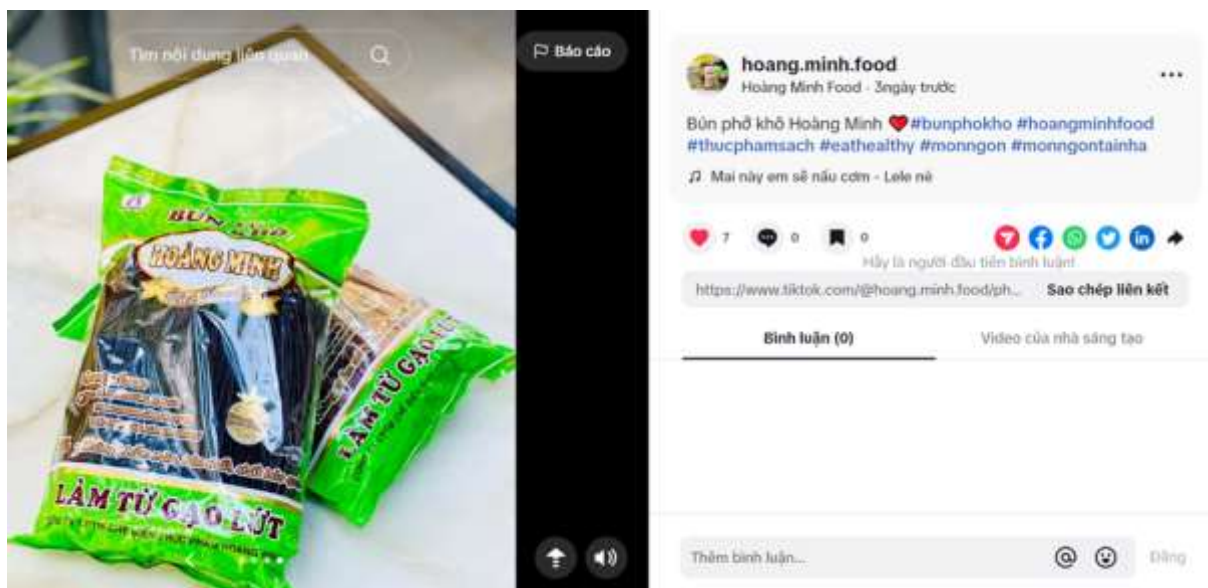 Tìm nội dung liên quan
Báo cáo
BÚN PHỞ
HOÀNG MINH
LÀM TỪ GẠO LỨT
LÀM TỪ GẠO LỨT
hoang.minh.food
Hoàng Minh Food - 3ngày trước
Bún phở khô Hoàng Minh ❤️#bunphokho #hoangminhfood
#thucphamsach #eathealthy #monngon #monngontainha
Mai này em sẽ nấu cơm - Lele nè
7 0 0
Hãy là người đầu tiên bình luận!
https://www.tiktok.com/@hoang.minh.food/ph... Sao chép liên kết
Bình luận (0) Video của nhà sáng tạo
Thêm bình luận... Đăng